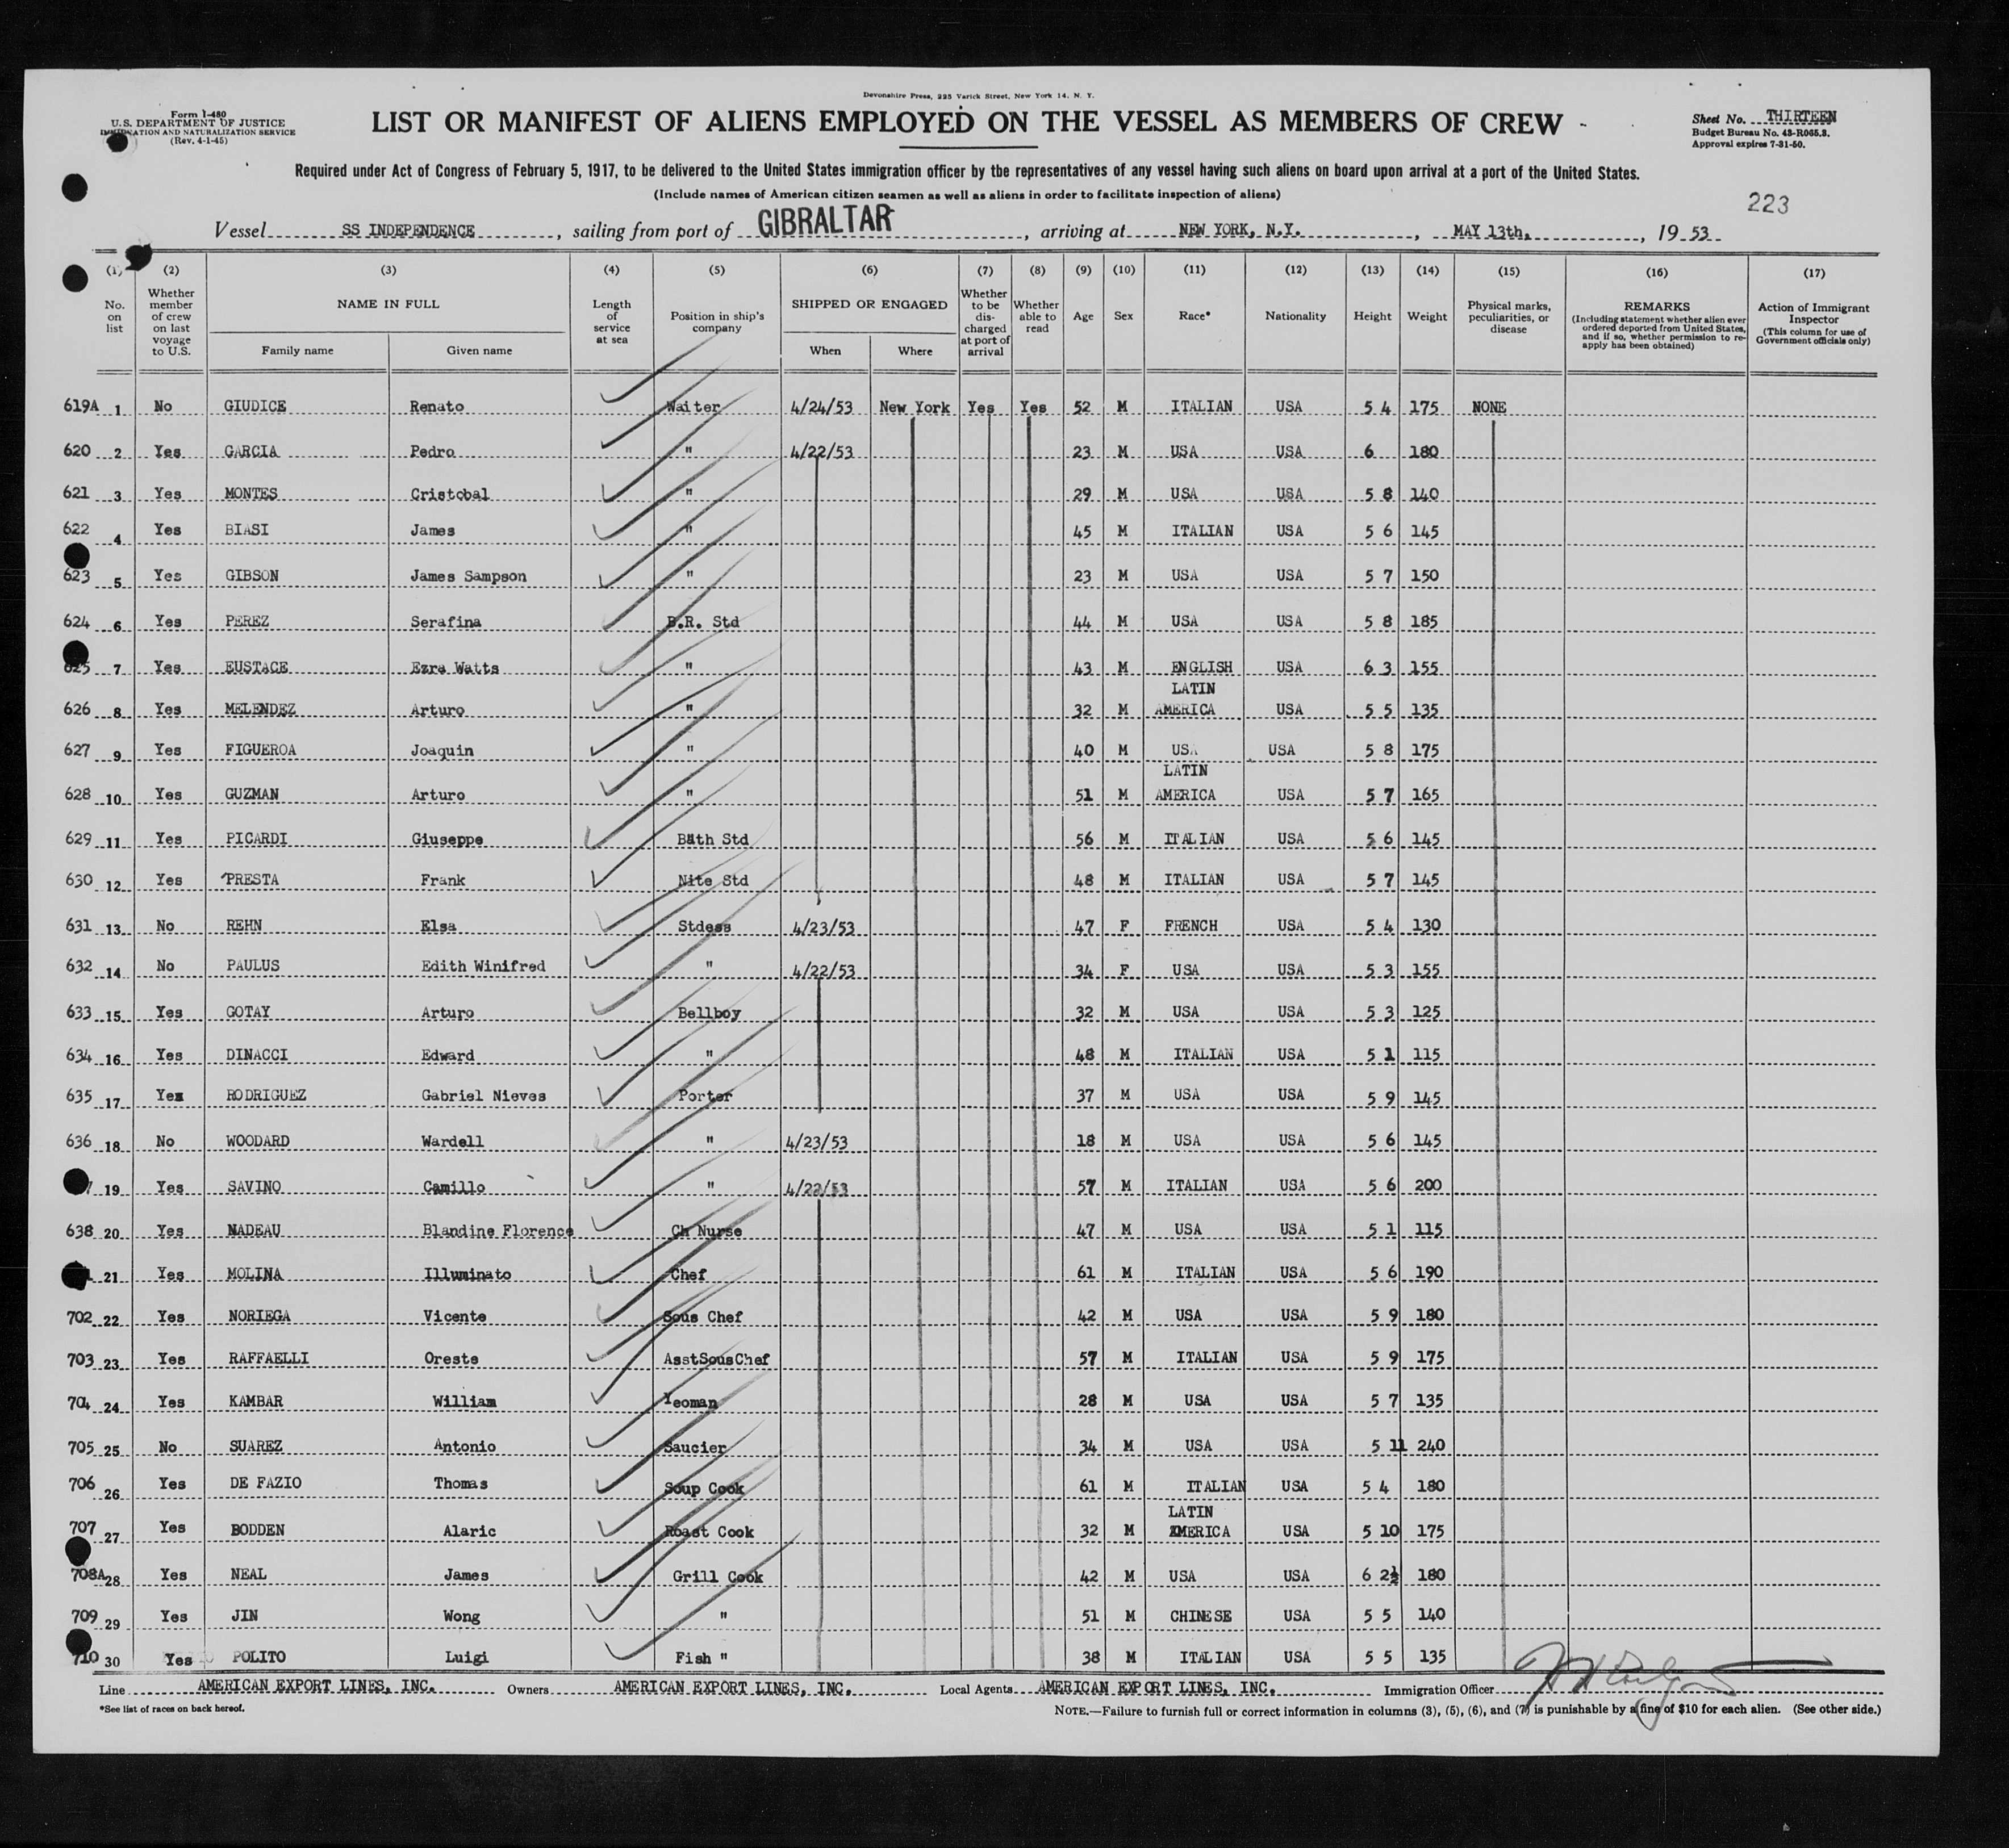 Devonshire Press, 225 Varick Street, New York 14, N. Y.
Form I-480
U. S. DEPARTMENT OF JUSTICE
IMMIGRATION AND NATURALIZATION SERVICE
(Rev. 4-1-45)
LIST OR MANIFEST OF ALIENS EMPLOYED ON THE VESSEL AS MEMBERS OF CREW
Sheet No. THIRTEEN
Budget Bureau No. 43-R065.3.
Approval expires 7-31-50.
Required under Act of Congress of February 5, 1917, to be delivered to the United States immigration officer by the representatives of any vessel having such aliens on board upon arrival at a port of the United States.
(Include names of American citizen seamen as well as aliens in order to facilitate inspection of aliens)
223
Vessel SS INDEPENDENCE , sailing from port of GIBRALTAR , arriving at NEW YORK, N.Y. , MAY 13th, , 19 53
(1) (2) (3) (4) (5) (6) (7) (8) (9) (10) (11) (12) (13) (14) (15) (16) (17)
No. on list Whether member of crew on last voyage to U.S. NAME IN FULL Family name Given name Length of service at sea Position in ship's company SHIPPED OR ENGAGED When Where Whether to be discharged at port of arrival Whether able to read Age Sex Race* Nationality Height Weight Physical marks, peculiarities, or disease REMARKS (Including statement whether alien ever ordered deported from United States, and if so, whether permission to re-apply has been obtained) Action of Immigrant Inspector (This column for use of Government officials only)
619A 1 No GIUDICE Renato Waiter 4/24/53 New York Yes Yes 52 M ITALIAN USA 5 4 175 NONE
620 2 Yes GARCIA Pedro " 4/22/53 23 M USA USA 6 180
621 3 Yes MONTES Cristobal " 29 M USA USA 5 8 140
622 4 Yes BIASI James " 45 M ITALIAN USA 5 6 145
623 5 Yes GIBSON James Sampson " 23 M USA USA 5 7 150
624 6 Yes PEREZ Serafina B.R. Std 44 M USA USA 5 8 185
625 7 Yes EUSTACE Ezra Watts " 43 M ENGLISH USA 6 3 155
626 8 Yes MELENDEZ Arturo " 32 M LATIN AMERICA USA 5 5 135
627 9 Yes FIGUEROA Joaquin " 40 M USA USA 5 8 175
628 10 Yes GUZMAN Arturo " 51 M LATIN AMERICA USA 5 7 165
629 11 Yes PICARDI Giuseppe Bath Std 56 M ITALIAN USA 5 6 145
630 12 Yes PRESTA Frank Nite Std 48 M ITALIAN USA 5 7 145
631 13 No REHN Elsa Stdess 4/23/53 47 F FRENCH USA 5 4 130
632 14 No PAULUS Edith Winifred " 4/22/53 34 F USA USA 5 3 155
633 15 Yes GOTAY Arturo Bellboy 32 M USA USA 5 3 125
634 16 Yes DINACCI Edward " 48 M ITALIAN USA 5 1 115
635 17 Yes RODRIGUEZ Gabriel Nieves Porter 37 M USA USA 5 9 145
636 18 No WOODARD Wardell " 4/23/53 18 M USA USA 5 6 145
19 Yes SAVINO Camillo " 4/22/53 57 M ITALIAN USA 5 6 200
638 20 Yes NADEAU Blandine Florence Ch Nurse 47 M USA USA 5 1 115
21 Yes MOLINA Illuminato Chef 61 M ITALIAN USA 5 6 190
702 22 Yes NORIEGA Vicente Sous Chef 42 M USA USA 5 9 180
703 23 Yes RAFFAELLI Oreste AsstSousChef 57 M ITALIAN USA 5 9 175
704 24 Yes KAMBAR William Yeoman 28 M USA USA 5 7 135
705 25 No SUAREZ Antonio Saucier 34 M USA USA 5 11 240
706 26 Yes DE FAZIO Thomas Soup Cook 61 M ITALIAN USA 5 4 180
707 27 Yes BODDEN Alaric Roast Cook 32 M LATIN AMERICA USA 5 10 175
708A 28 Yes NEAL James Grill Cook 42 M USA USA 6 2½ 180
709 29 Yes JIN Wong " 51 M CHINESE USA 5 5 140
710 30 Yes POLITO Luigi Fish " 38 M ITALIAN USA 5 5 135
Line AMERICAN EXPORT LINES, INC. Owners AMERICAN EXPORT LINES, INC. Local Agents AMERICAN EXPORT LINES, INC. Immigration Officer
*See list of races on back hereof.
NOTE.—Failure to furnish full or correct information in columns (3), (5), (6), and (7) is punishable by a fine of $10 for each alien. (See other side.)